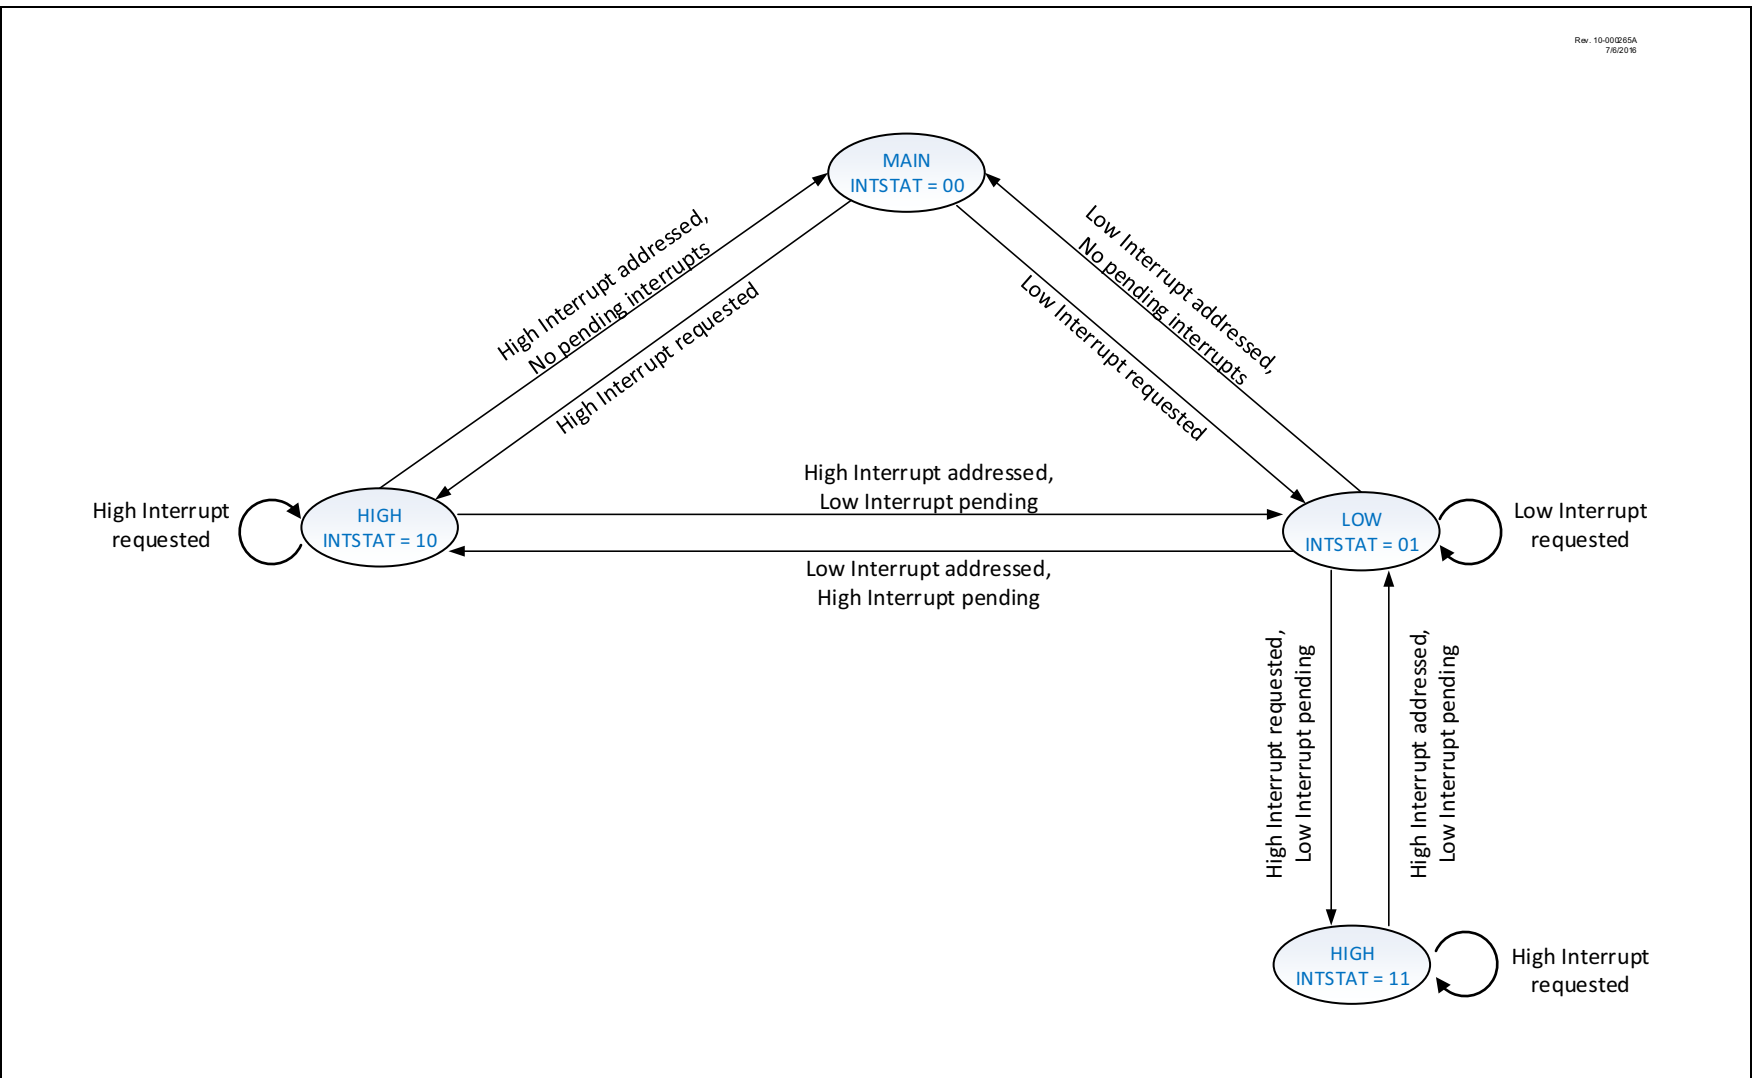 Rev. 10-000265A
7/6/2016
MAIN
INTSTAT = 00
High Interrupt addressed,
No pending interrupts
High Interrupt requested
Low Interrupt addressed,
No pending interrupts
Low Interrupt requested
High Interrupt addressed,
Low Interrupt pending
High Interrupt
requested
HIGH
INTSTAT = 10
LOW
INTSTAT = 01
Low Interrupt
requested
Low Interrupt addressed,
High Interrupt pending
High Interrupt requested,
Low Interrupt pending
High Interrupt addressed,
Low Interrupt pending
HIGH
INTSTAT = 11
High Interrupt
requested